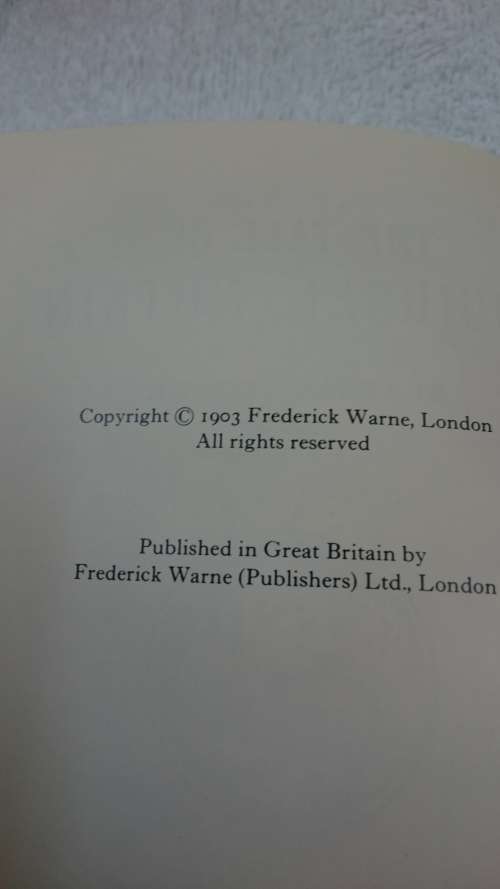 Copyright © 1903 Frederick Warne, London
All rights reserved
Published in Great Britain by
Frederick Warne (Publishers) Ltd., London